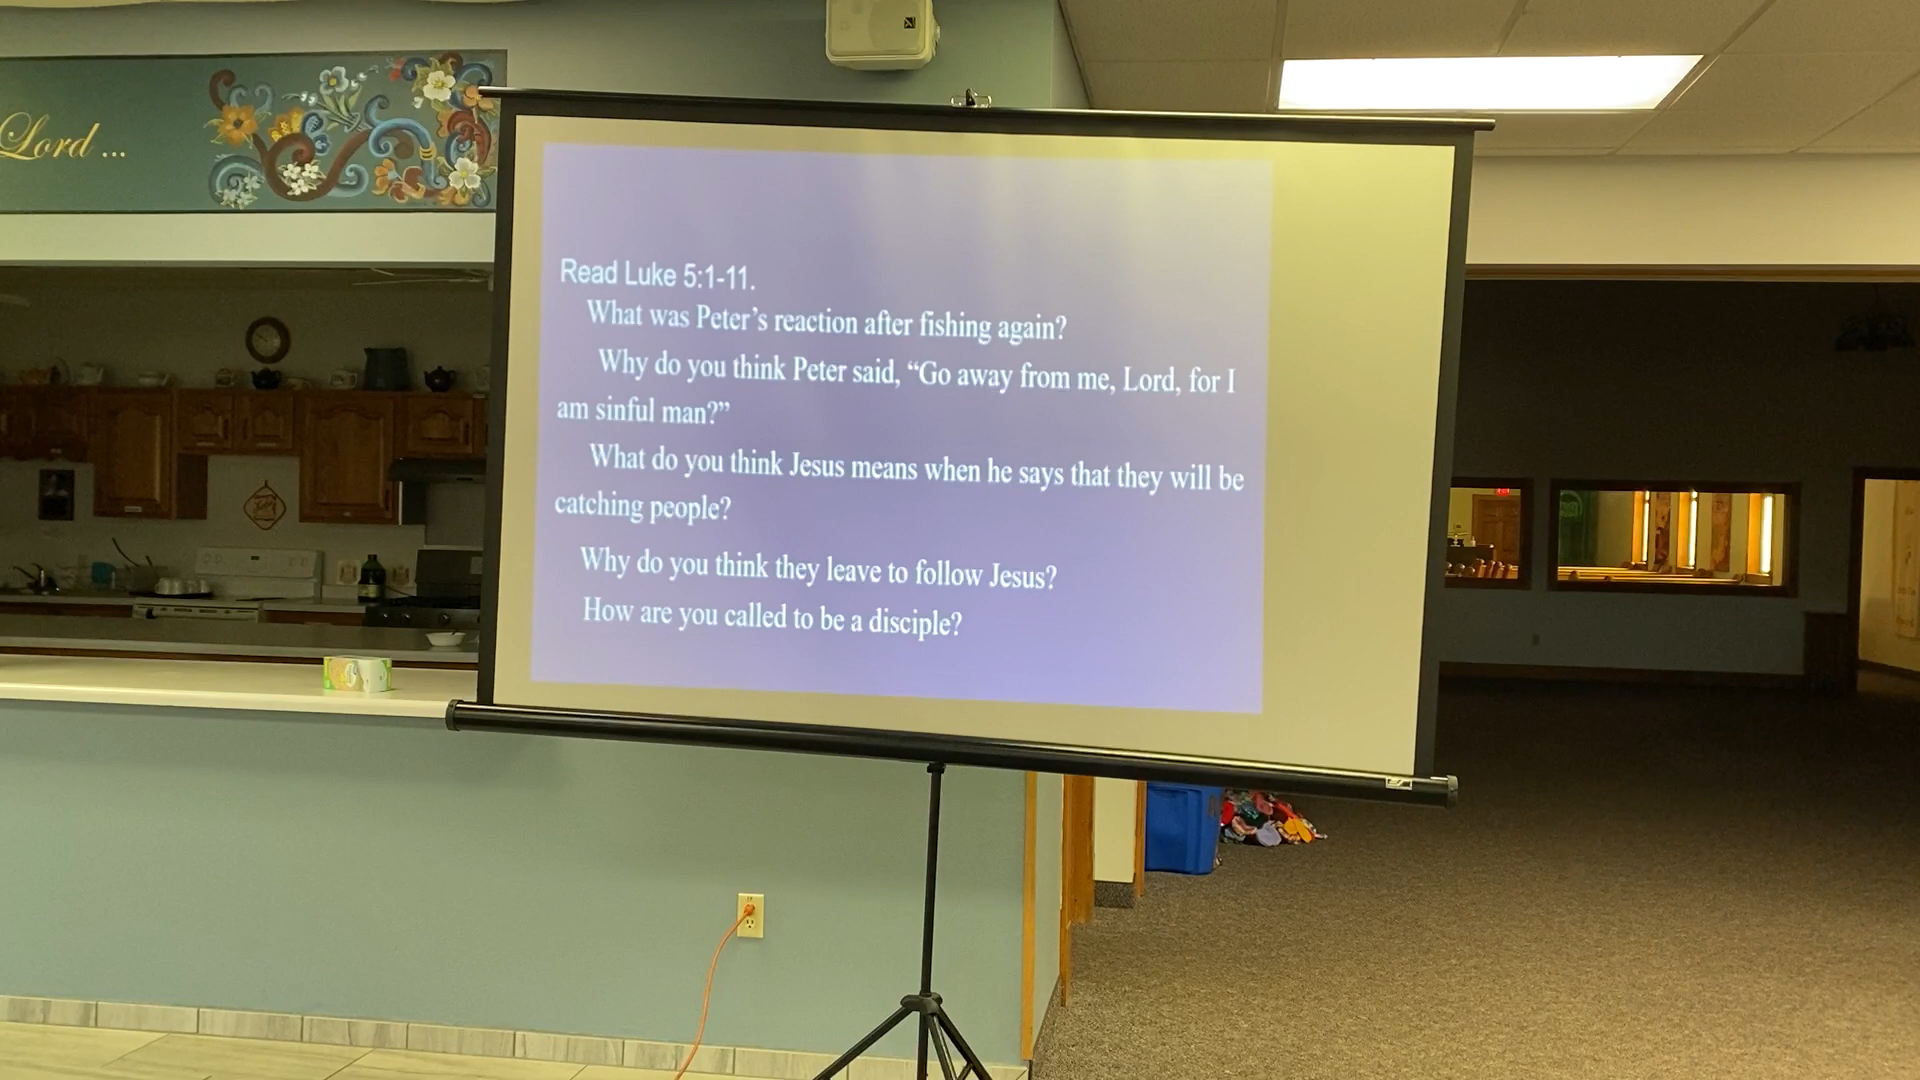 Lord ...
Read Luke 5:1-11.
What was Peter’s reaction after fishing again?
Why do you think Peter said, “Go away from me, Lord, for I
am sinful man?”
What do you think Jesus means when he says that they will be
catching people?
Why do you think they leave to follow Jesus?
How are you called to be a disciple?